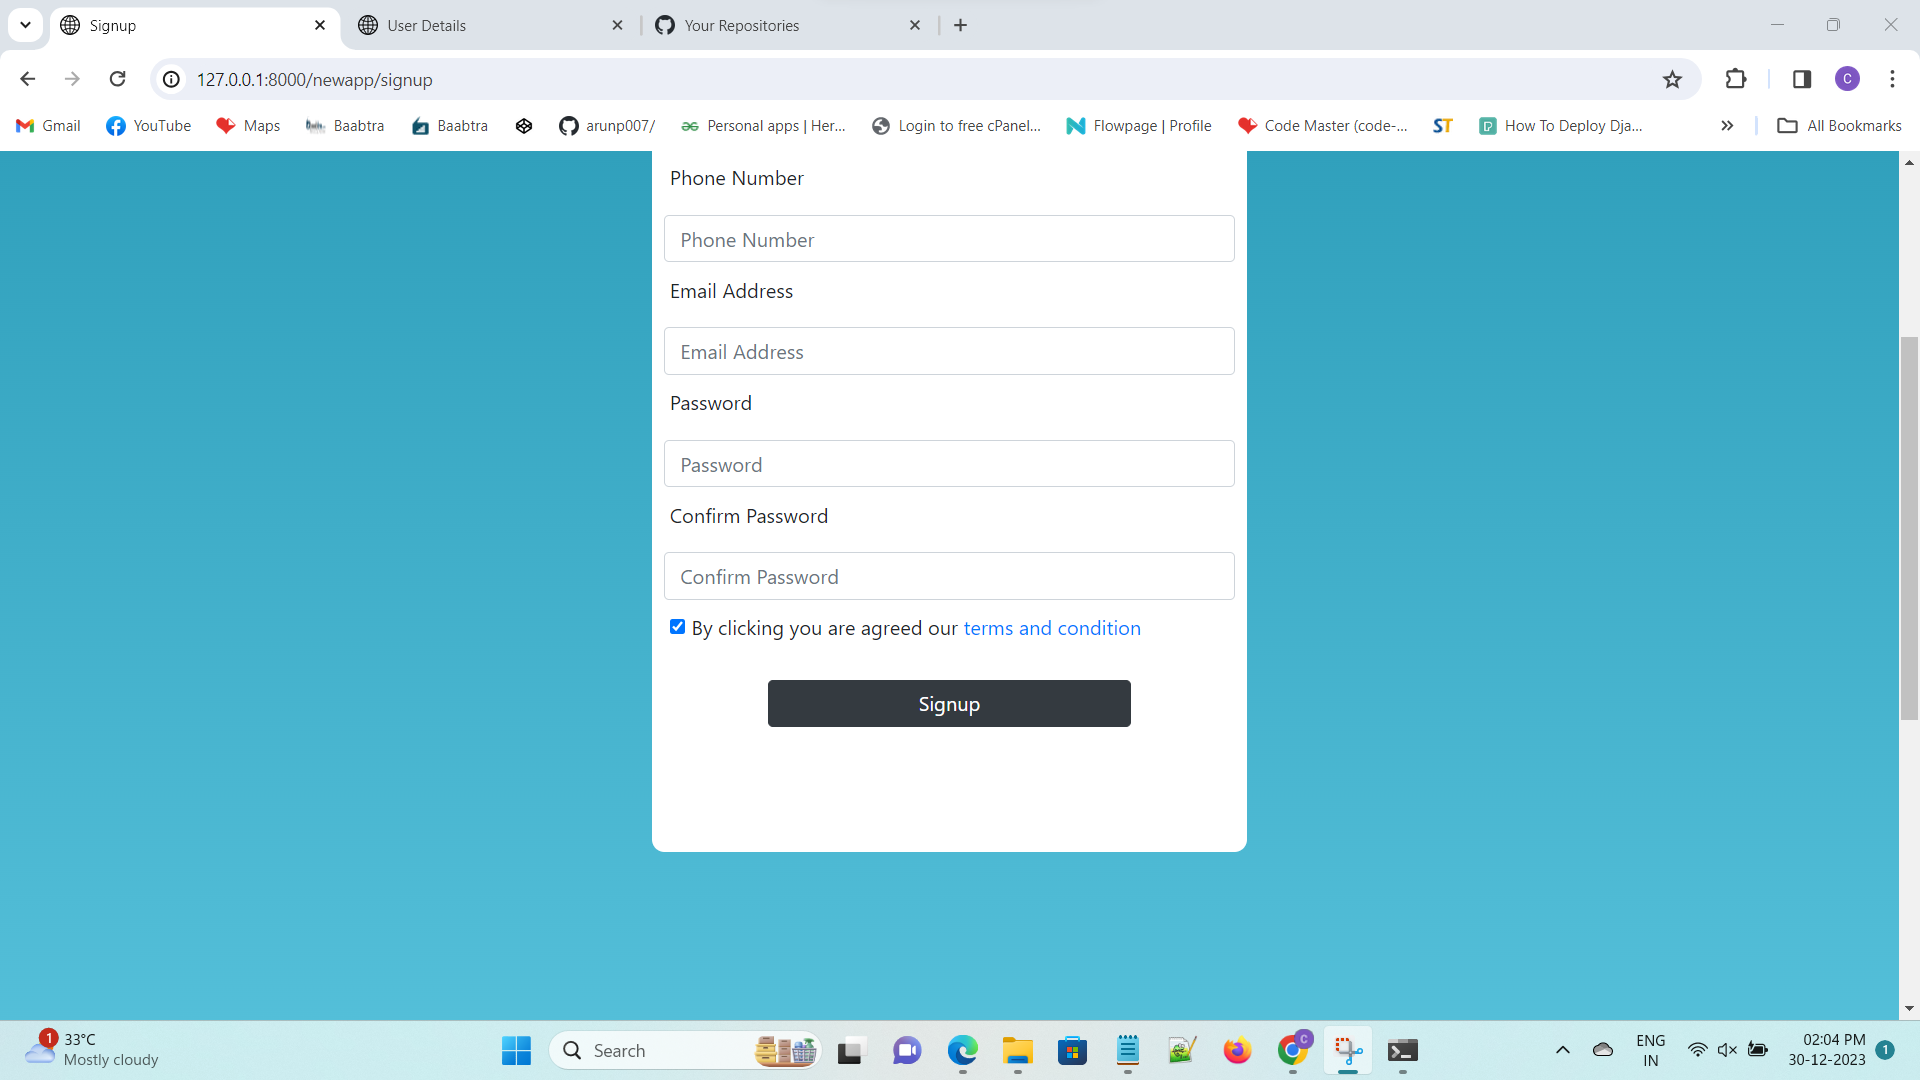 Signup
User Details
Your Repositories
127.0.0.1:8000/newapp/signup
C
Gmail
YouTube
Maps
Baabtra
Baabtra
arunp007/
Personal apps | Her...
Login to free cPanel...
Flowpage | Profile
Code Master (code-...
ST
How To Deploy Dja...
All Bookmarks
Phone Number
Phone Number
Email Address
Email Address
Password
Password
Confirm Password
Confirm Password
By clicking you are agreed our terms and condition
Signup
1
33°C
Mostly cloudy
Search
C
ENG
IN
02:04 PM
30-12-2023
1